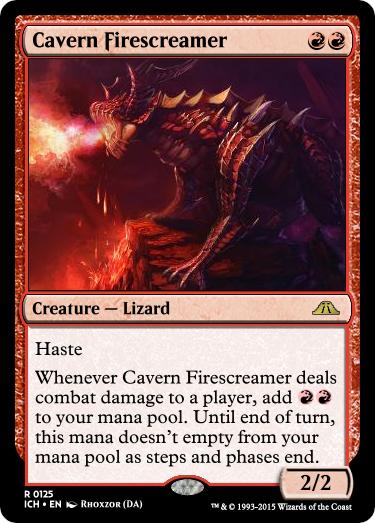 Cavern Firescreamer
Creature — Lizard
Haste
Whenever Cavern Firescreamer deals
combat damage to a player, add
to your mana pool. Until end of turn,
this mana doesn't empty from your
mana pool as steps and phases end.
2/2
R 0125
ICH • EN Rhoxzor (DA)
™ & © 1993-2015 Wizards of the Coast